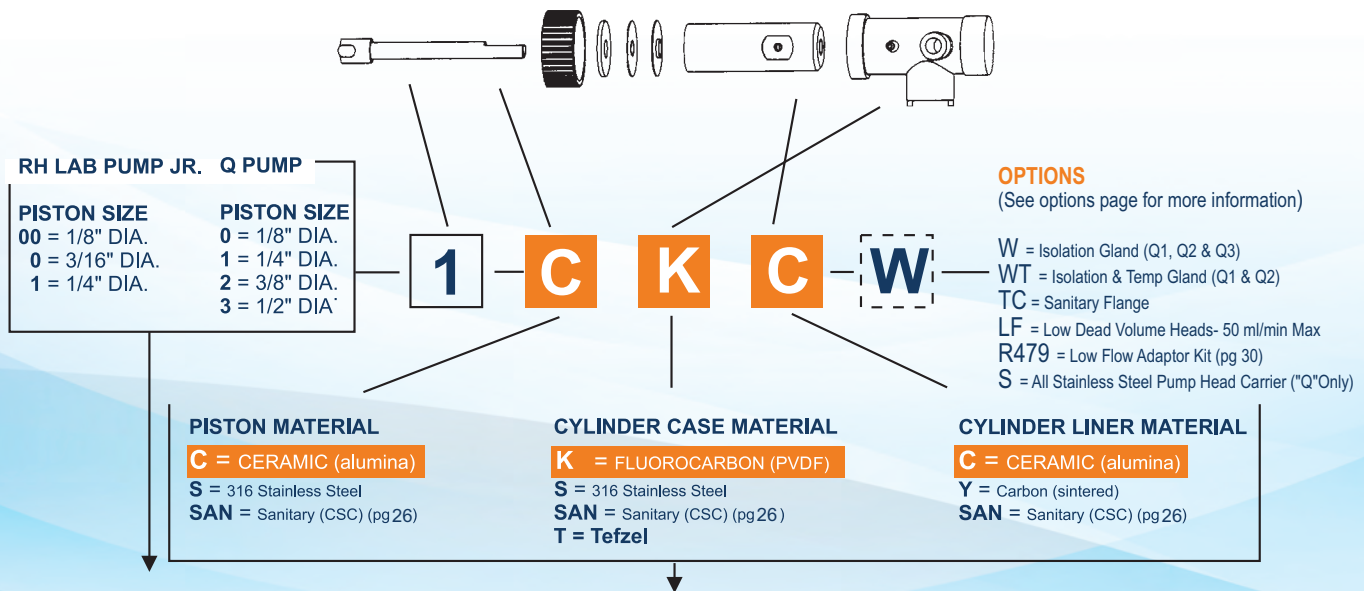 RH LAB PUMP JR.
PISTON SIZE
00 = 1/8" DIA.
0 = 3/16" DIA.
1 = 1/4" DIA.
Q PUMP
PISTON SIZE
0 = 1/8" DIA.
1 = 1/4" DIA.
2 = 3/8" DIA.
3 = 1/2" DIA
1 C K C W
OPTIONS
(See options page for more information)
W = Isolation Gland (Q1, Q2 & Q3)
WT = Isolation & Temp Gland (Q1 & Q2)
TC = Sanitary Flange
LF = Low Dead Volume Heads- 50 ml/min Max
R479 = Low Flow Adaptor Kit (pg 30)
S = All Stainless Steel Pump Head Carrier ("Q"Only)
PISTON MATERIAL
C = CERAMIC (alumina)
S = 316 Stainless Steel
SAN = Sanitary (CSC) (pg26)
CYLINDER CASE MATERIAL
K = FLUOROCARBON (PVDF)
S = 316 Stainless Steel
SAN = Sanitary (CSC) (pg26)
T = Tefzel
CYLINDER LINER MATERIAL
C = CERAMIC (alumina)
Y = Carbon (sintered)
SAN = Sanitary (CSC) (pg26)